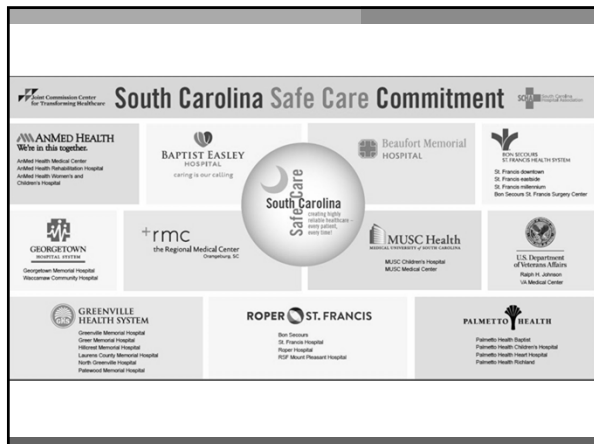 Joint Commission Center
for Transforming Healthcare
South Carolina Safe Care Commitment
SCHA
South Carolina
Hospital Association
ANMED HEALTH
We're in this together.
AnMed Health Medical Center
AnMed Health Rehabilitation Hospital
AnMed Health Women's and
Children's Hospital
BAPTIST EASLEY
HOSPITAL
caring is our calling
Beaufort Memorial
HOSPITAL
BON SECOURS
ST. FRANCIS HEALTH SYSTEM
St. Francis downtown
St. Francis eastside
St. Francis millennium
Bon Secours St. Francis Surgery Center
South Carolina
Safe Care
creating highly
reliable healthcare –
every patient,
every time!
GEORGETOWN
HOSPITAL SYSTEM
Georgetown Memorial Hospital
Waccamaw Community Hospital
rmc
the Regional Medical Center
Orangeburg, SC
MUSC Health
MEDICAL UNIVERSITY of SOUTH CAROLINA
MUSC Children's Hospital
MUSC Medical Center
U.S. Department
of Veterans Affairs
Ralph H. Johnson
VA Medical Center
GREENVILLE
HEALTH SYSTEM
Greenville Memorial Hospital
Greer Memorial Hospital
Hillcrest Memorial Hospital
Laurens County Memorial Hospital
North Greenville Hospital
Patewood Memorial Hospital
ROPER ST. FRANCIS
Bon Secours
St. Francis Hospital
Roper Hospital
RSF Mount Pleasant Hospital
PALMETTO HEALTH
Palmetto Health Baptist
Palmetto Health Children's Hospital
Palmetto Health Heart Hospital
Palmetto Health Richland